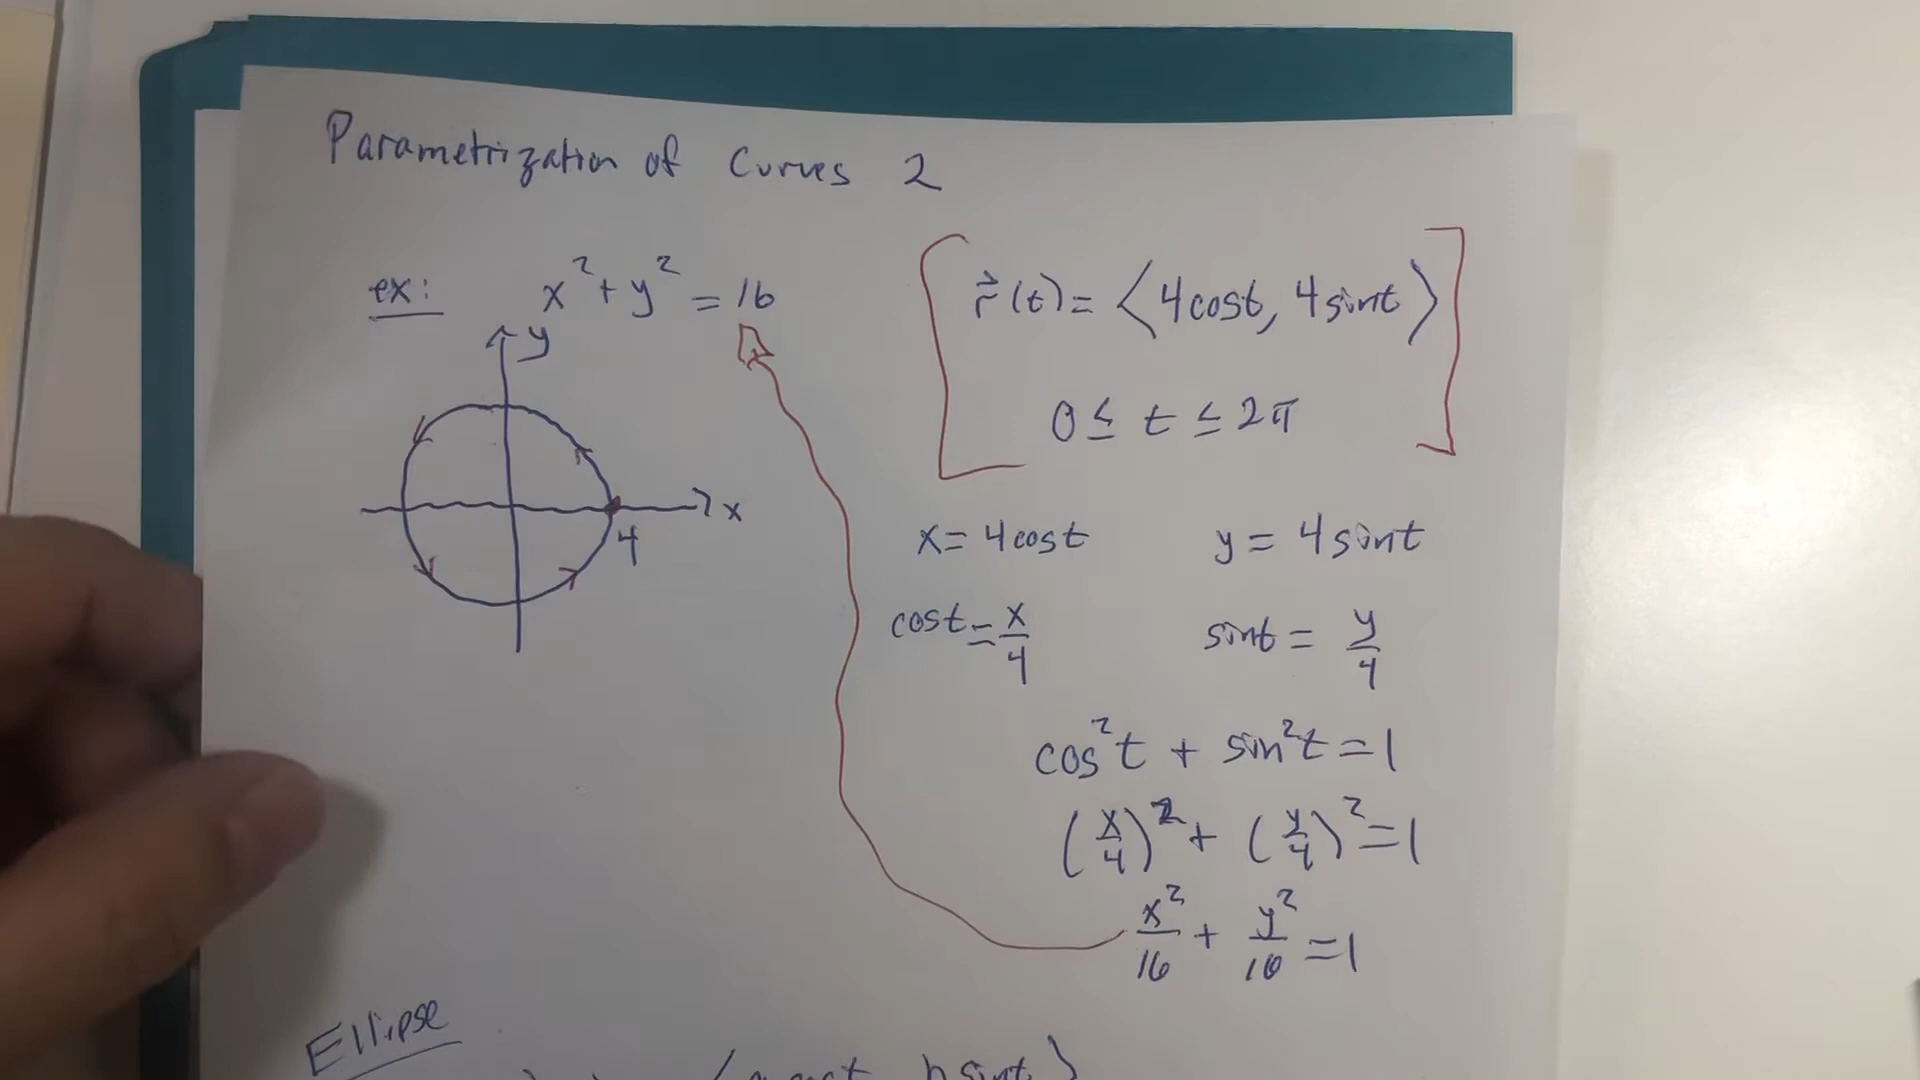 Parametrization of Curves 2
ex: x² + y² = 16
y
x
4
r⃗(t) = ⟨4cost, 4sint⟩
0 ≤ t ≤ 2π
x = 4cost y = 4sint
cost = x/4 sint = y/4
cos²t + sin²t = 1
(x/4)² + (y/4)² = 1
x²/16 + y²/16 = 1
Ellipse
b sint⟩